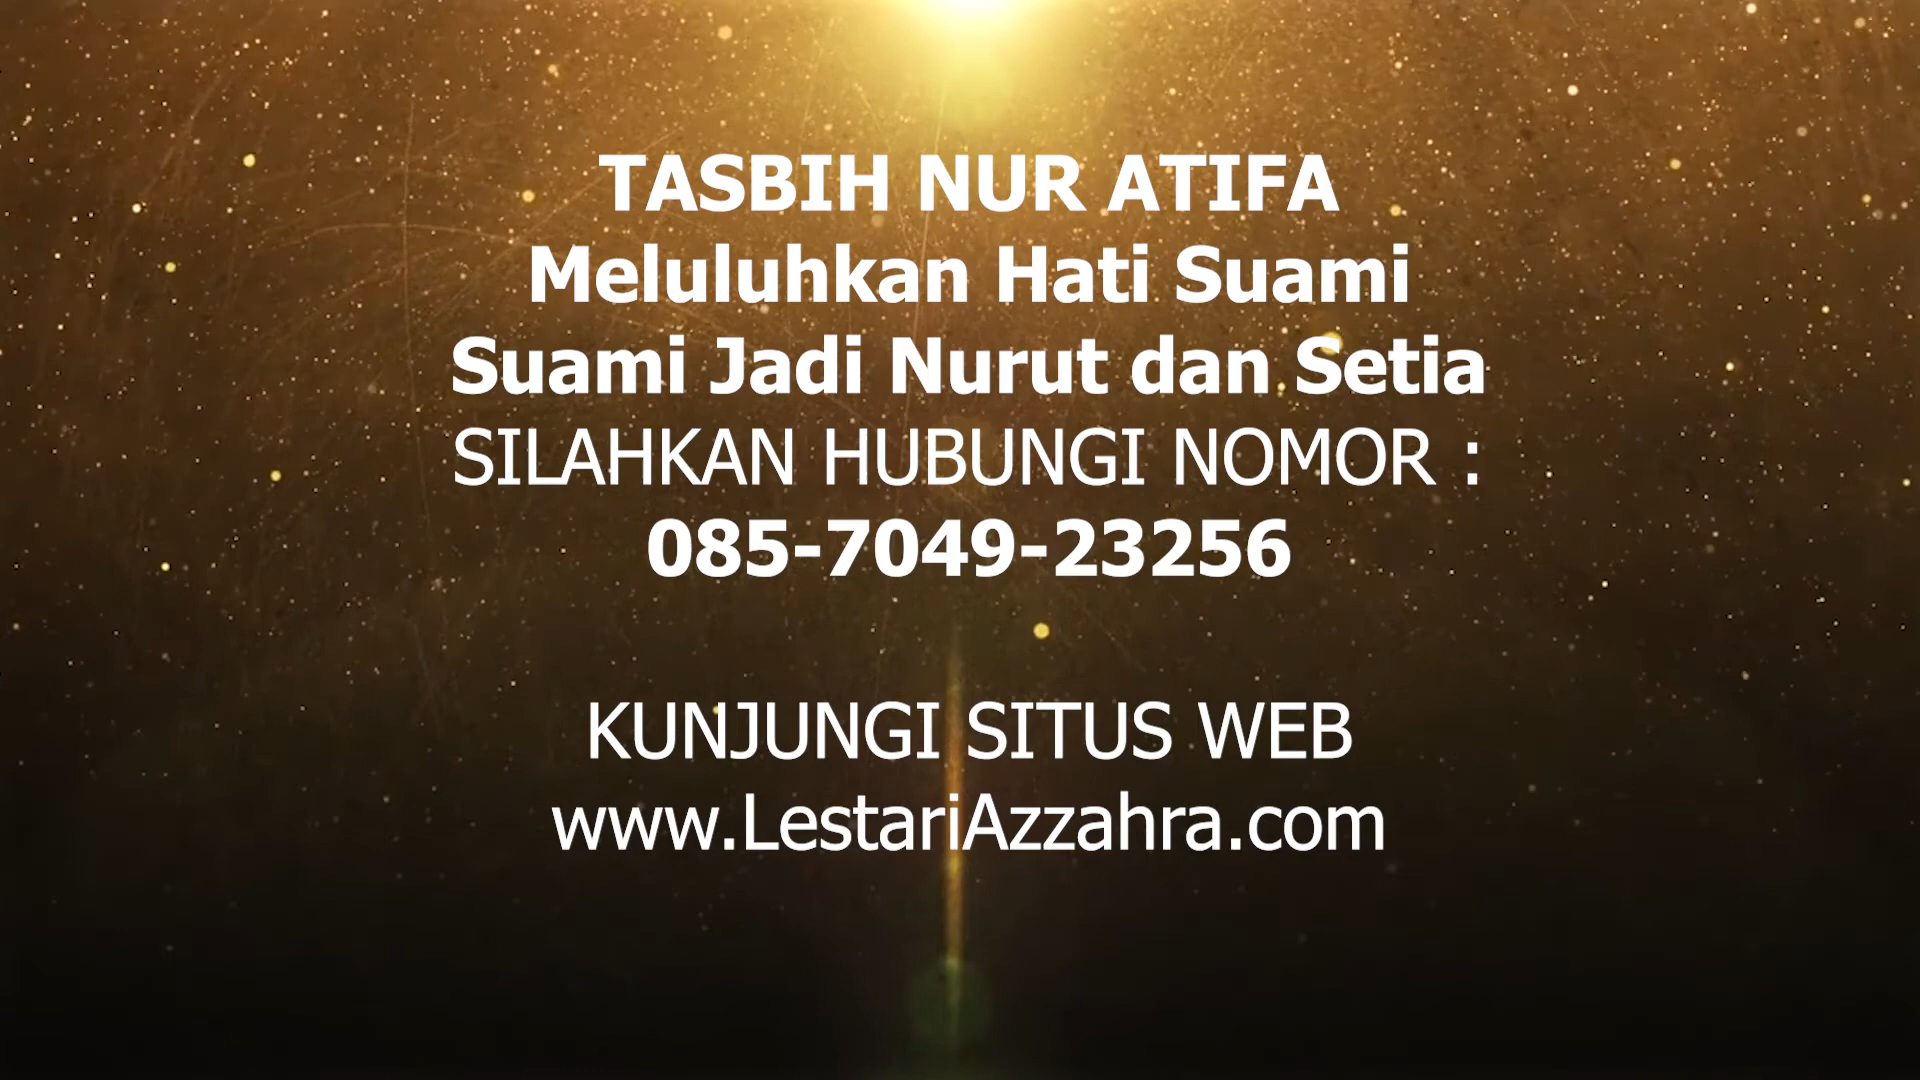 TASBIH NUR ATIFA
Meluluhkan Hati Suami
Suami Jadi Nurut dan Setia
SILAHKAN HUBUNGI NOMOR :
085-7049-23256
KUNJUNGI SITUS WEB
www.LestariAzzahra.com